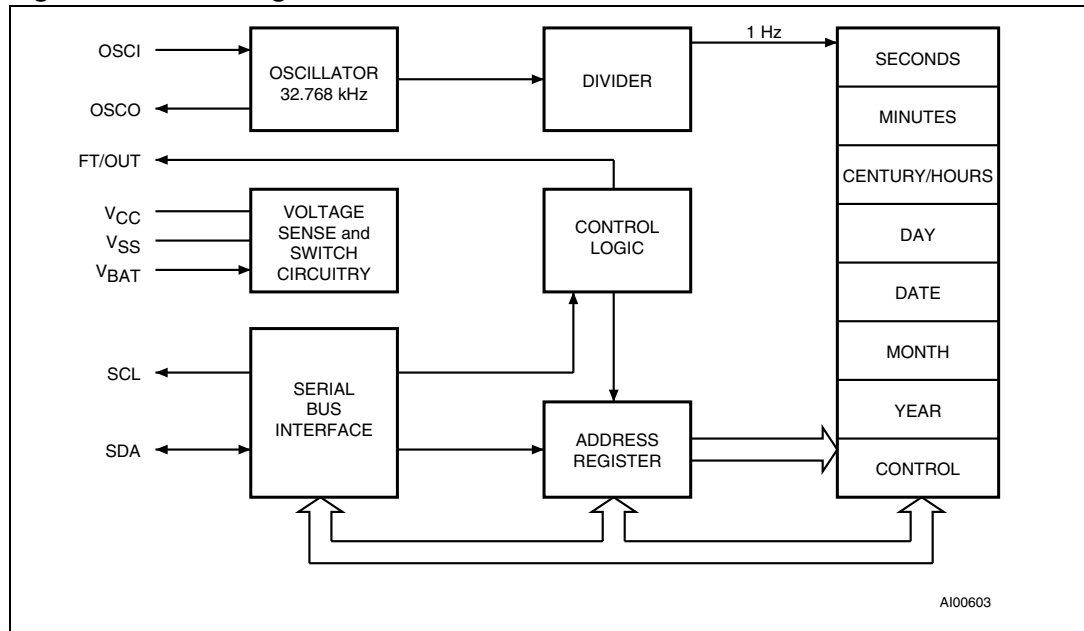 OSCI
OSCO
FT/OUT
VCC
VSS
VBAT
SCL
SDA
OSCILLATOR
32.768 kHz
DIVIDER
1 Hz
VOLTAGE
SENSE and
SWITCH
CIRCUITRY
CONTROL
LOGIC
SERIAL
BUS
INTERFACE
ADDRESS
REGISTER
SECONDS
MINUTES
CENTURY/HOURS
DAY
DATE
MONTH
YEAR
CONTROL
AI00603